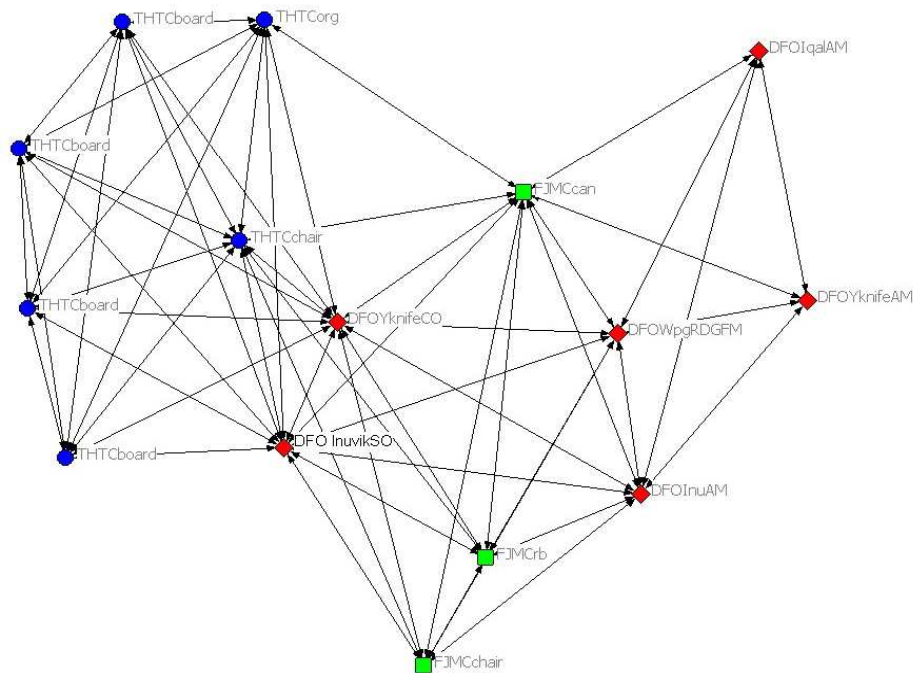 THTCboard
THTCorg
DFOIqalAM
THTCboard
FJMCcan
THTCchair
DFOYknifeAM
THTCboard
DFOYknifeCO
DFOWpgRDGFM
DFO InuvikSO
THTCboard
DFOInuAM
FJMCrb
FJMCchair